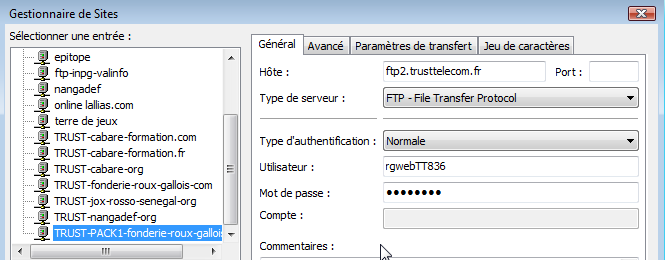 Gestionnaire de Sites
Sélectionner une entrée :
epitope
ftp-inpg-valinfo
nangadef
online lallias.com
terre de jeux
TRUST-cabare-formation.com
TRUST-cabare-formation.fr
TRUST-cabare-org
TRUST-fonderie-roux-gallois-com
TRUST-jox-rosso-senegal-org
TRUST-nangadef-org
TRUST-PACK1-fonderie-roux-gallois
Général Avancé Paramètres de transfert Jeu de caractères
Hôte : ftp2.trusttelecom.fr Port :
Type de serveur : FTP - File Transfer Protocol
Type d'authentification : Normale
Utilisateur : rgwebTT836
Mot de passe : ●●●●●●●●
Compte :
Commentaires :